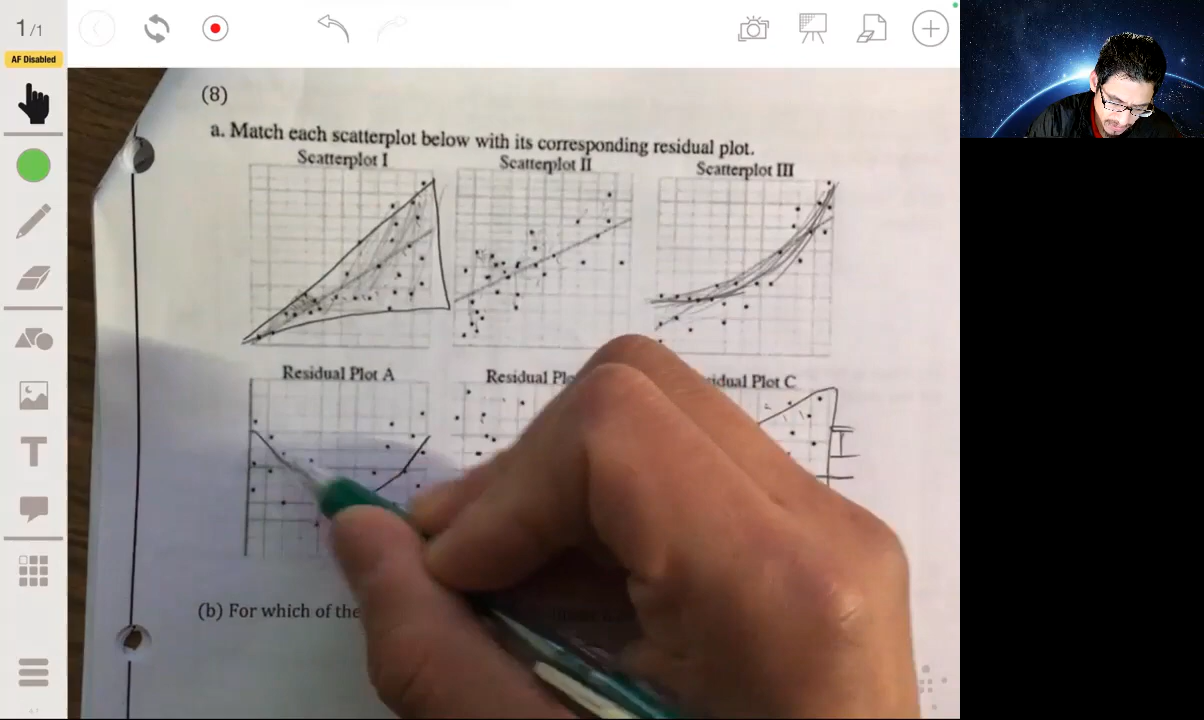 1/1
AF Disabled
(8)
a. Match each scatterplot below with its corresponding residual plot.
Scatterplot I Scatterplot II Scatterplot III
Residual Plot A Residual Plot C
T
(b) For which of the